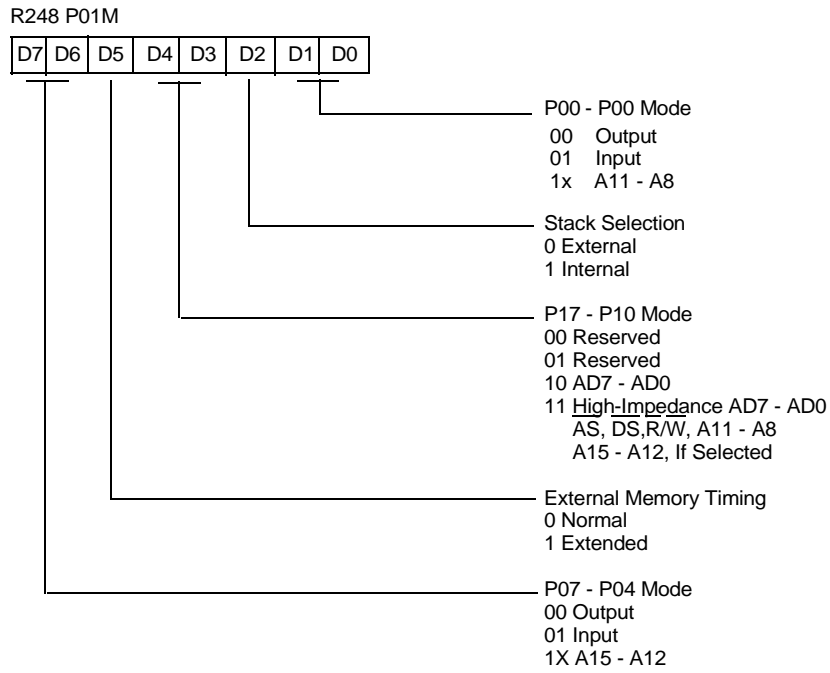 R248 P01M
D7 D6 D5 D4 D3 D2 D1 D0
P00 - P00 Mode
00 Output
01 Input
1x A11 - A8
Stack Selection
0 External
1 Internal
P17 - P10 Mode
00 Reserved
01 Reserved
10 AD7 - AD0
11 High-Impedance AD7 - AD0
AS, DS,R/W, A11 - A8
A15 - A12, If Selected
External Memory Timing
0 Normal
1 Extended
P07 - P04 Mode
00 Output
01 Input
1X A15 - A12